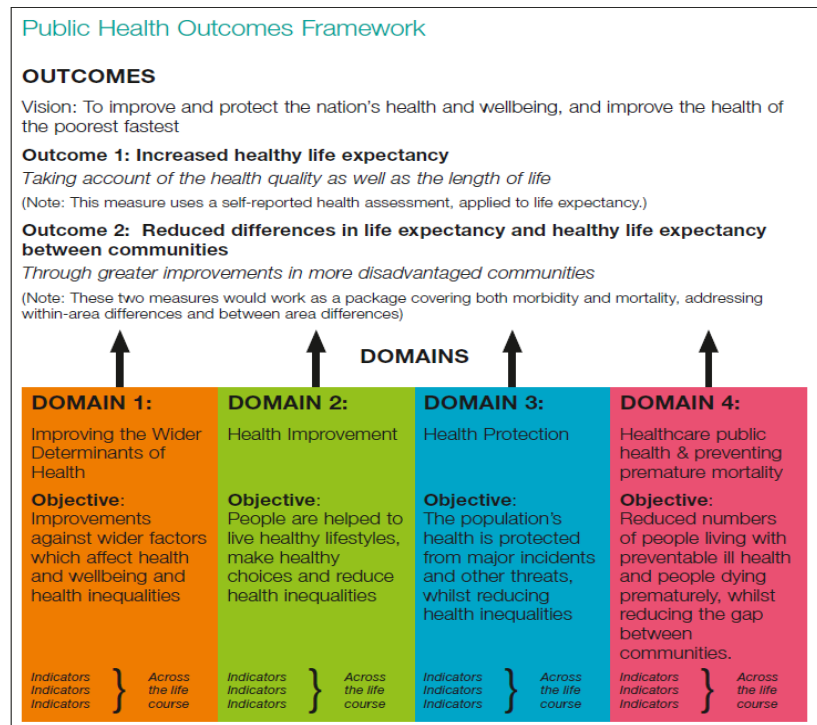 Public Health Outcomes Framework
OUTCOMES
Vision: To improve and protect the nation's health and wellbeing, and improve the health of
the poorest fastest
Outcome 1: Increased healthy life expectancy
Taking account of the health quality as well as the length of life
(Note: This measure uses a self-reported health assessment, applied to life expectancy.)
Outcome 2: Reduced differences in life expectancy and healthy life expectancy
between communities
Through greater improvements in more disadvantaged communities
(Note: These two measures would work as a package covering both morbidity and mortality, addressing
within-area differences and between area differences)
DOMAINS
DOMAIN 1:
Improving the Wider
Determinants of
Health
Objective:
Improvements
against wider factors
which affect health
and wellbeing and
health inequalities
Indicators
Indicators
Indicators
}
Across
the life
course
DOMAIN 2:
Health Improvement
Objective:
People are helped to
live healthy lifestyles,
make healthy
choices and reduce
health inequalities
Indicators
Indicators
Indicators
}
Across
the life
course
DOMAIN 3:
Health Protection
Objective:
The population's
health is protected
from major incidents
and other threats,
whilst reducing
health inequalities
Indicators
Indicators
Indicators
}
Across
the life
course
DOMAIN 4:
Healthcare public
health & preventing
premature mortality
Objective:
Reduced numbers
of people living with
preventable ill health
and people dying
prematurely, whilst
reducing the gap
between
communities.
Indicators
Indicators
Indicators
}
Across
the life
course